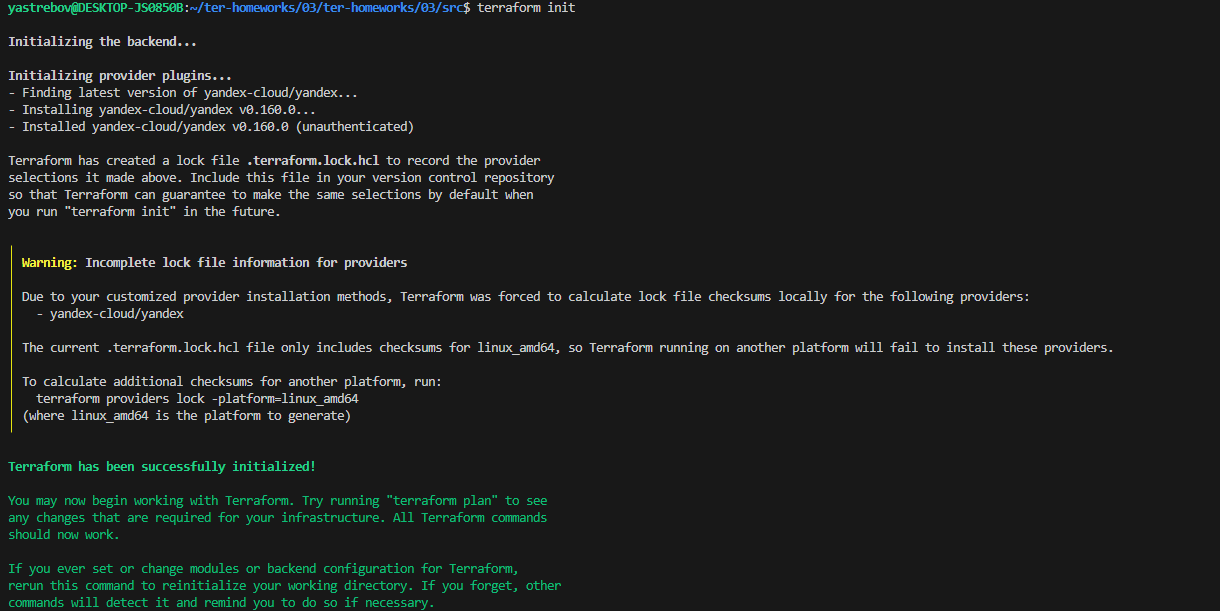 yastrebov@DESKTOP-JS0850B:~/ter-homeworks/03/ter-homeworks/03/src$ terraform init
Initializing the backend...
Initializing provider plugins...
- Finding latest version of yandex-cloud/yandex...
- Installing yandex-cloud/yandex v0.160.0...
- Installed yandex-cloud/yandex v0.160.0 (unauthenticated)
Terraform has created a lock file .terraform.lock.hcl to record the provider
selections it made above. Include this file in your version control repository
so that Terraform can guarantee to make the same selections by default when
you run "terraform init" in the future.
Warning: Incomplete lock file information for providers
Due to your customized provider installation methods, Terraform was forced to calculate lock file checksums locally for the following providers:
- yandex-cloud/yandex
The current .terraform.lock.hcl file only includes checksums for linux_amd64, so Terraform running on another platform will fail to install these providers.
To calculate additional checksums for another platform, run:
terraform providers lock -platform=linux_amd64
(where linux_amd64 is the platform to generate)
Terraform has been successfully initialized!
You may now begin working with Terraform. Try running "terraform plan" to see
any changes that are required for your infrastructure. All Terraform commands
should now work.
If you ever set or change modules or backend configuration for Terraform,
rerun this command to reinitialize your working directory. If you forget, other
commands will detect it and remind you to do so if necessary.